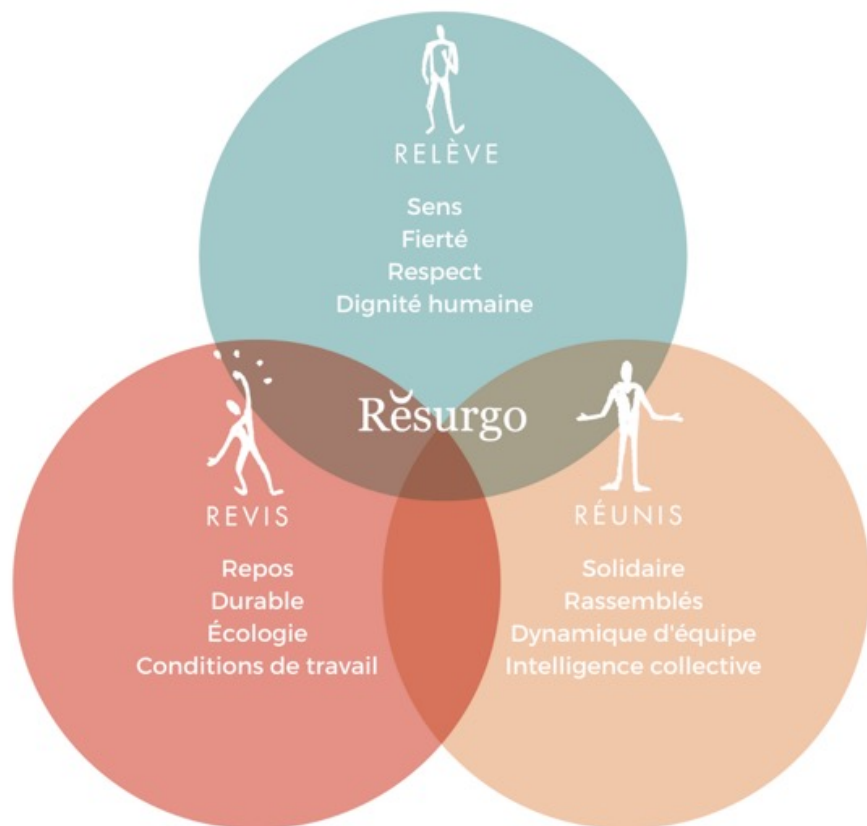 RELÈVE
Sens
Fierté
Respect
Dignité humaine
Rĕsurgo
REVIS
Repos
Durable
Écologie
Conditions de travail
RÉUNIS
Solidaire
Rassemblés
Dynamique d'équipe
Intelligence collective